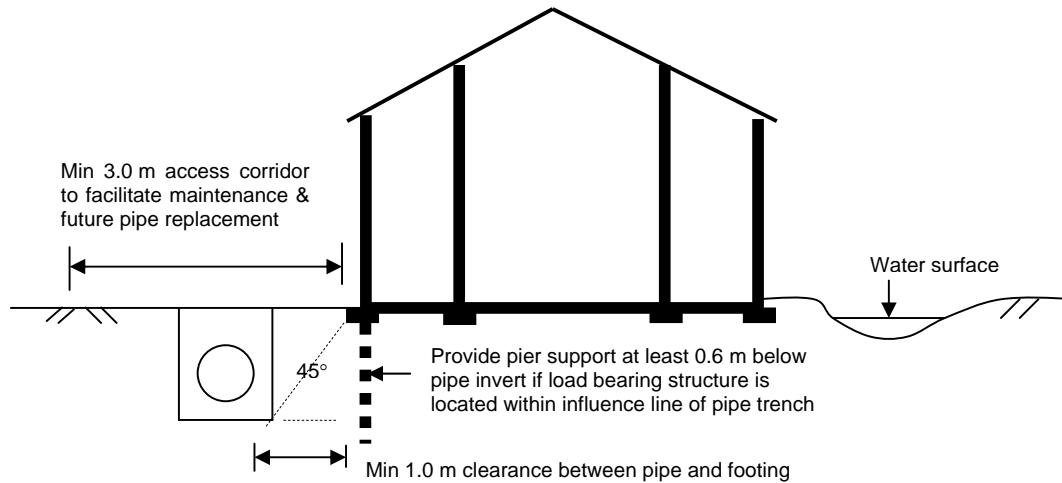 Min 3.0 m access corridor
to facilitate maintenance &
future pipe replacement
Water surface
45°
Provide pier support at least 0.6 m below
pipe invert if load bearing structure is
located within influence line of pipe trench
Min 1.0 m clearance between pipe and footing